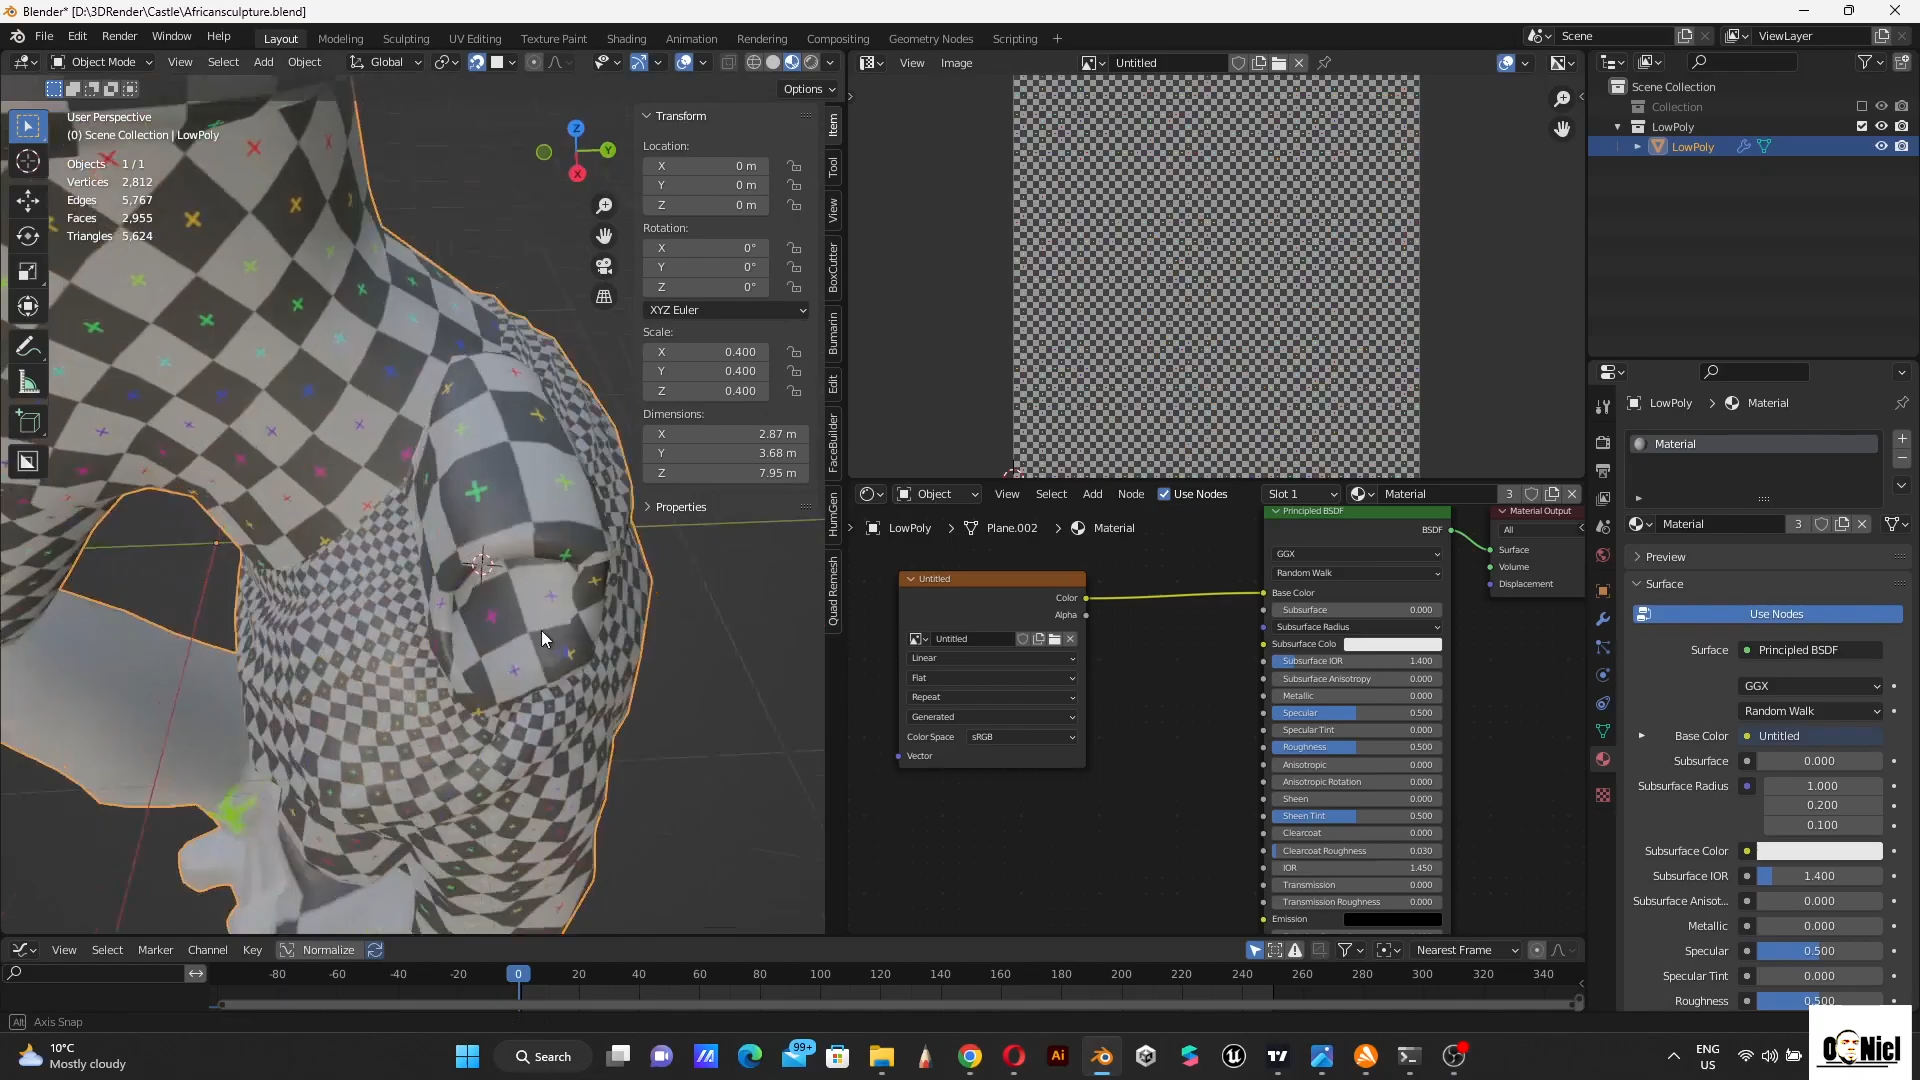 Blender* [D:\3DRender\Castle\Africansculpture.blend]
File Edit Render Window Help Layout Modeling Sculpting UV Editing Texture Paint Shading Animation Rendering Compositing Geometry Nodes Scripting + Scene ViewLayer
Object Mode View Select Add Object Global
Options
User Perspective
(0) Scene Collection | LowPoly
Objects 1 / 1
Vertices 2,812
Edges 5,767
Faces 2,955
Triangles 5,624
Z
Y
X
Transform
Location:
X 0 m
Y 0 m
Z 0 m
Rotation:
X 0°
Y 0°
Z 0°
XYZ Euler
Scale:
X 0.400
Y 0.400
Z 0.400
Dimensions:
X 2.87 m
Y 3.68 m
Z 7.95 m
Properties
Item
Tool
View
BoxCutter
Bumarin
Edit
FaceBuilder
HumGen
Quad Remesh
View Image Untitled
Object View Select Add Node Use Nodes Slot 1 Material 3
LowPoly > Plane.002 > Material
Untitled
Color
Alpha
Untitled
Linear
Flat
Repeat
Generated
Color Space sRGB
Vector
Principled BSDF
BSDF
GGX
Random Walk
Base Color
Subsurface 0.000
Subsurface Radius
Subsurface Colo
Subsurface IOR 1.400
Subsurface Anisotropy 0.000
Metallic 0.000
Specular 0.500
Specular Tint 0.000
Roughness 0.500
Anisotropic 0.000
Anisotropic Rotation 0.000
Sheen 0.000
Sheen Tint 0.500
Clearcoat 0.000
Clearcoat Roughness 0.030
IOR 1.450
Transmission 0.000
Transmission Roughness 0.000
Emission
Material Output
All
Surface
Volume
Displacement
Scene Collection
Collection
LowPoly
LowPoly
LowPoly > Material
Material
Material 3
Preview
Surface
Use Nodes
Surface Principled BSDF
GGX
Random Walk
Base Color Untitled
Subsurface 0.000
Subsurface Radius 1.000
0.200
0.100
Subsurface Color
Subsurface IOR 1.400
Subsurface Anisot... 0.000
Metallic 0.000
Specular 0.500
Specular Tint 0.000
Roughness 0.500
View Select Marker Channel Key Normalize Nearest Frame
-80 -60 -40 -20 0 20 40 60 80 100 120 140 160 180 200 220 240 260 280 300 320 340
Alt Axis Snap
10°C
Mostly cloudy
Search
99+
Ai
ENG
US
O Niel